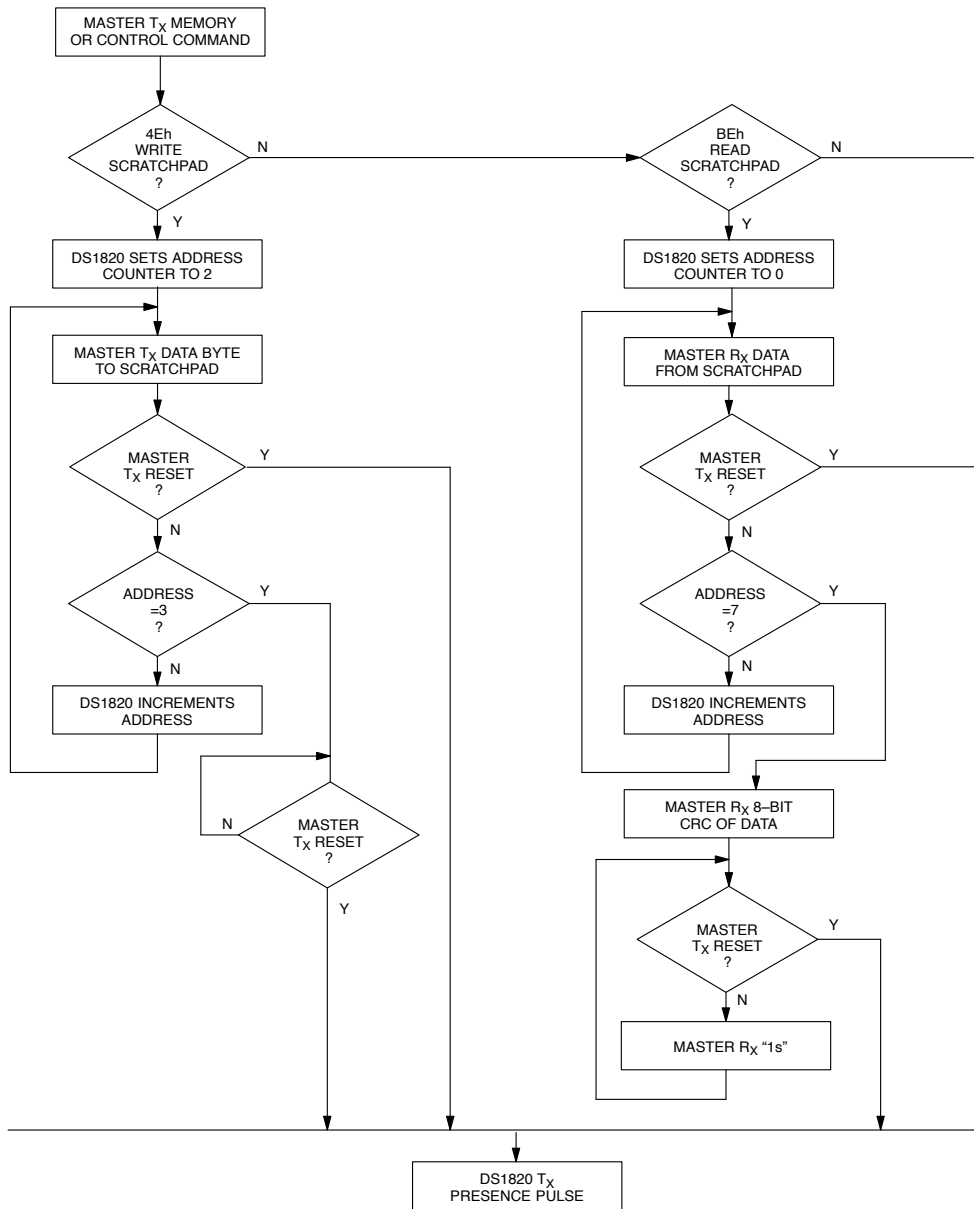 MASTER TX MEMORY
OR CONTROL COMMAND
4Eh
WRITE
SCRATCHPAD
?
N
Y
DS1820 SETS ADDRESS
COUNTER TO 2
MASTER TX DATA BYTE
TO SCRATCHPAD
MASTER
TX RESET
?
Y
N
ADDRESS
=3
?
Y
N
DS1820 INCREMENTS
ADDRESS
MASTER
TX RESET
?
N
Y
BEh
READ
SCRATCHPAD
?
N
Y
DS1820 SETS ADDRESS
COUNTER TO 0
MASTER RX DATA
FROM SCRATCHPAD
MASTER
TX RESET
?
Y
N
ADDRESS
=7
?
Y
N
DS1820 INCREMENTS
ADDRESS
MASTER RX 8–BIT
CRC OF DATA
MASTER
TX RESET
?
Y
N
MASTER RX “1s”
DS1820 TX
PRESENCE PULSE